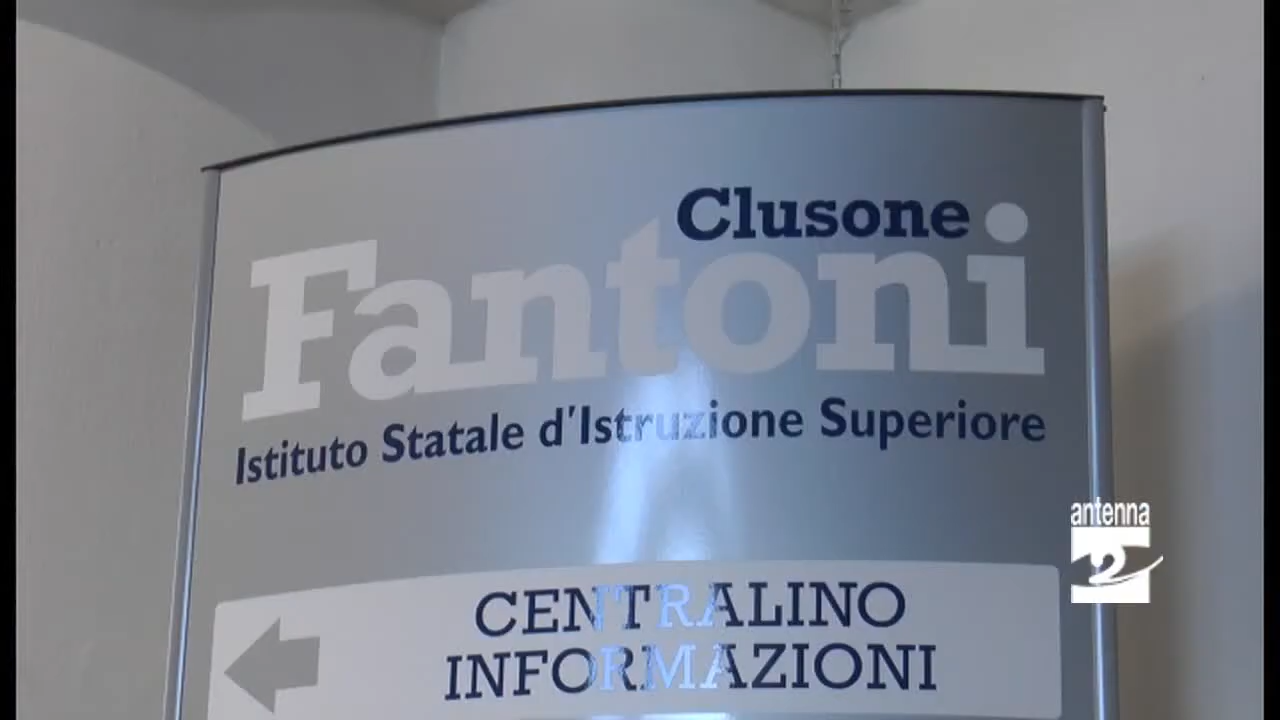 Clusone
Fantoni
Istituto Statale d'Istruzione Superiore
antenna
2
CENTRALINO
INFORMAZIONI